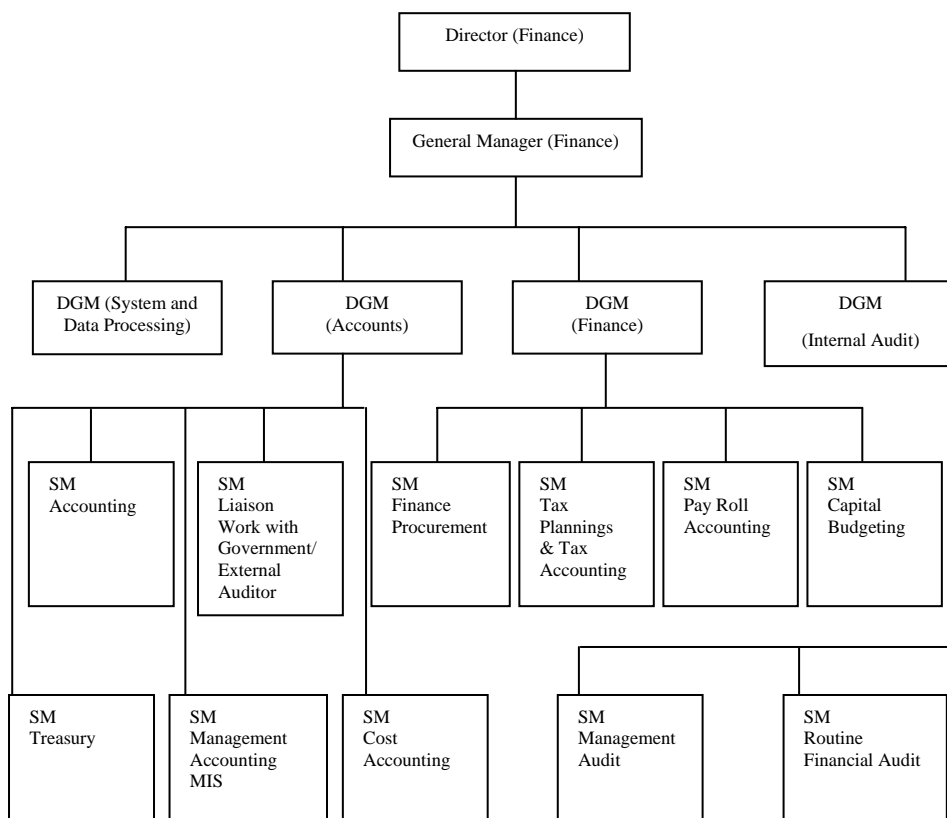 Director (Finance)
General Manager (Finance)
DGM (System and
Data Processing)
DGM
(Accounts)
DGM
(Finance)
DGM
(Internal Audit)
SM
Accounting
SM
Liaison
Work with
Government/
External
Auditor
SM
Finance
Procurement
SM
Tax
Plannings
& Tax
Accounting
SM
Pay Roll
Accounting
SM
Capital
Budgeting
SM
Treasury
SM
Management
Accounting
MIS
SM
Cost
Accounting
SM
Management
Audit
SM
Routine
Financial Audit